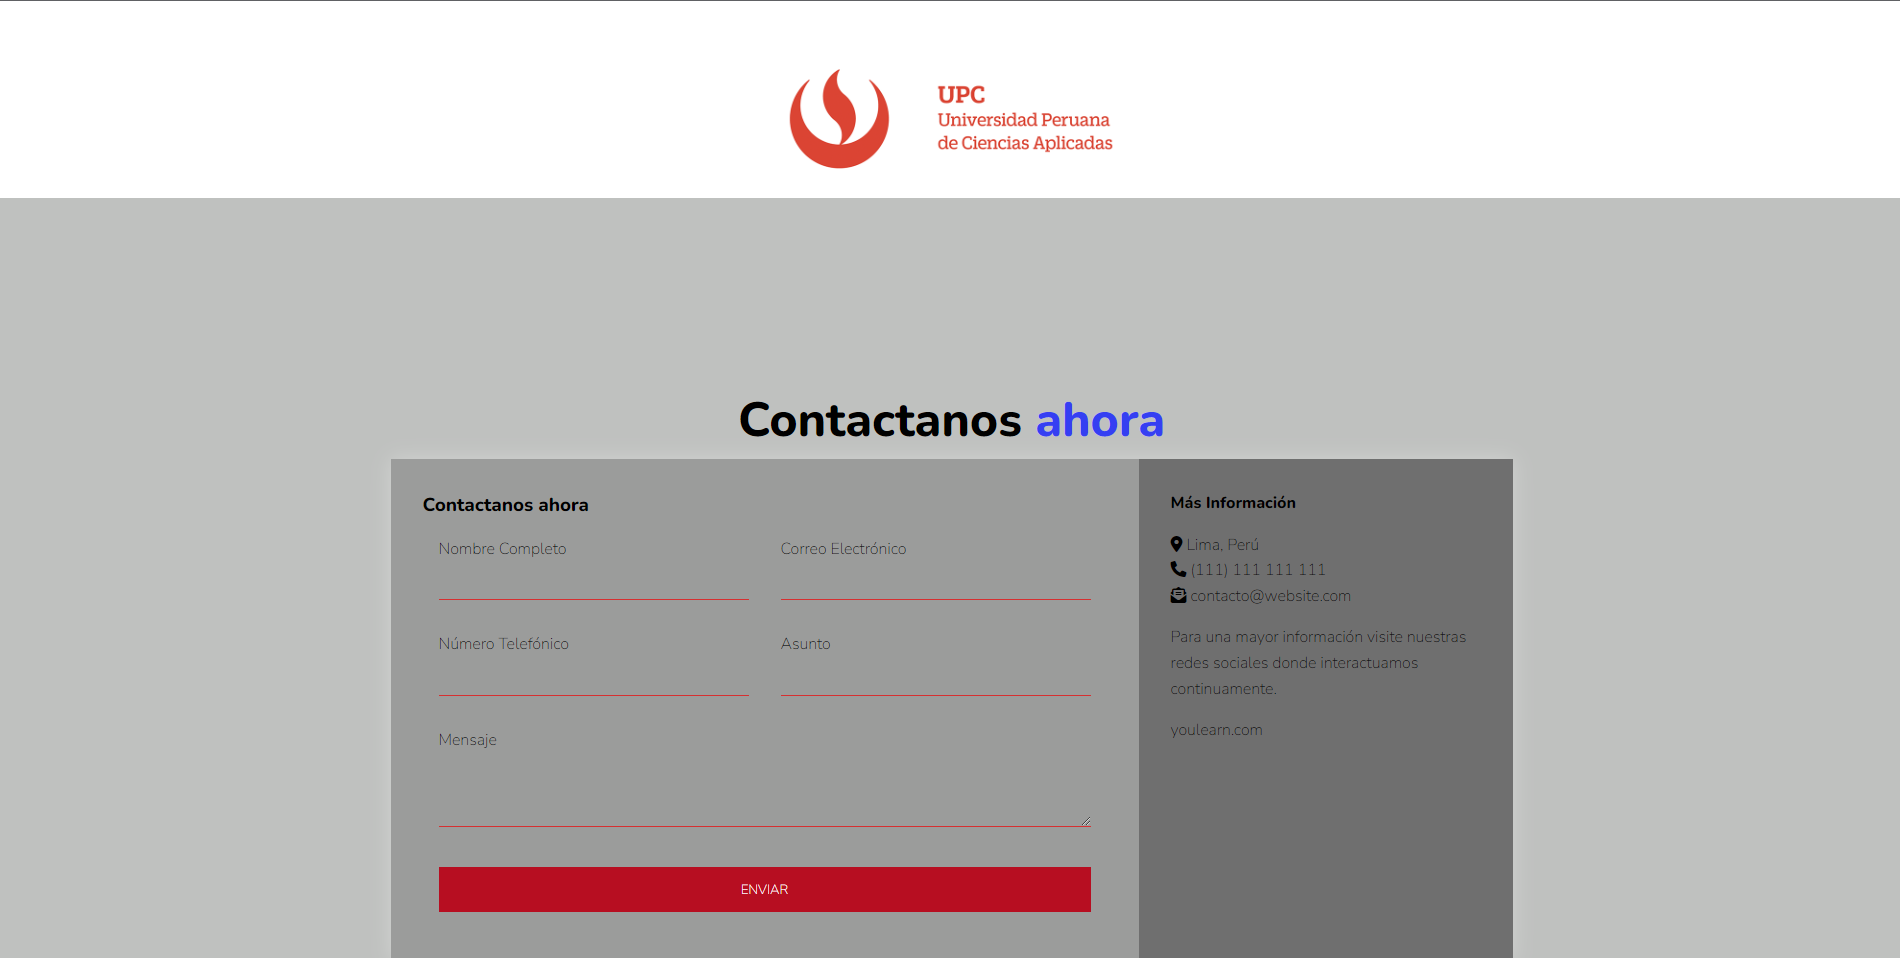 UPC
Universidad Peruana
de Ciencias Aplicadas
Contactanos ahora
Contactanos ahora
Nombre Completo
Correo Electrónico
Número Telefónico
Asunto
Mensaje
ENVIAR
Más Información
Lima, Perú
(111) 111 111 111
contacto@website.com
Para una mayor información visite nuestras
redes sociales donde interactuamos
continuamente.
youlearn.com